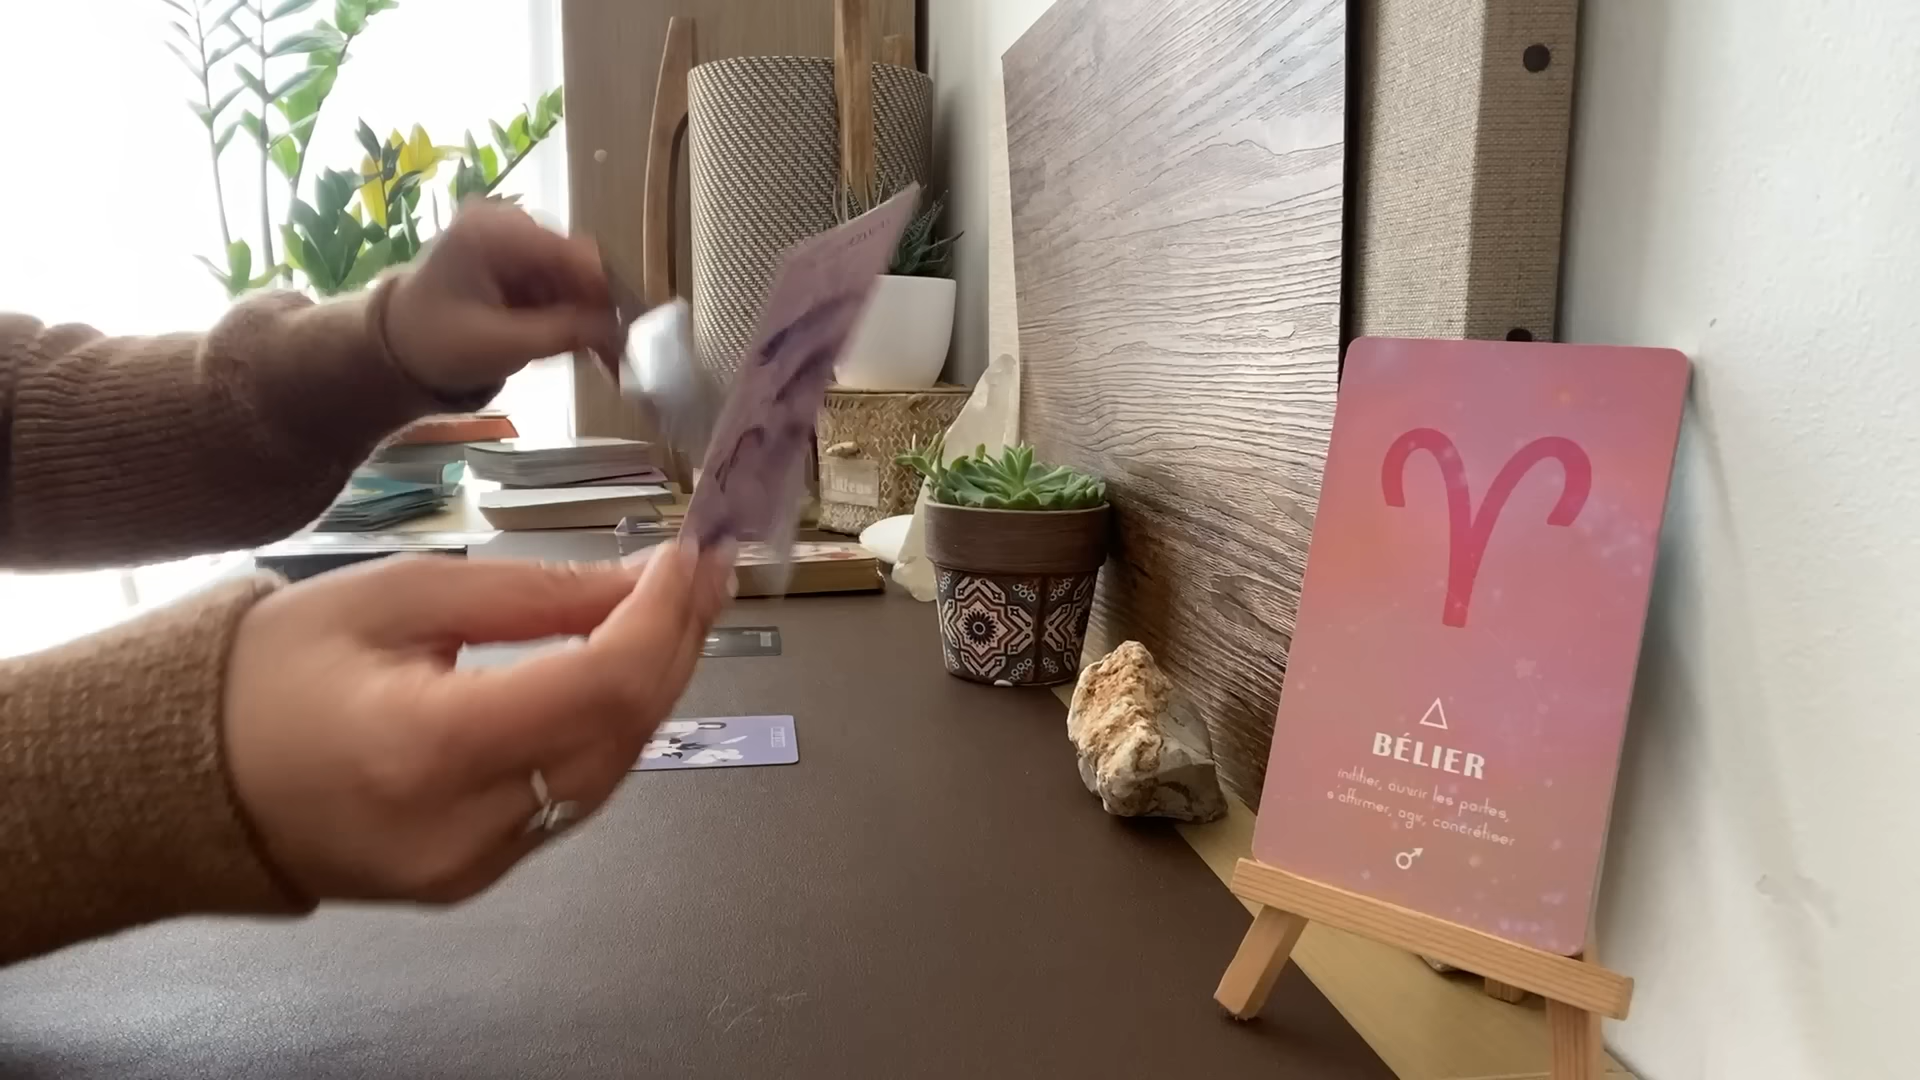 BÉLIER
initier, ouvrir les portes,
s'affirmer, agir, concrétiser